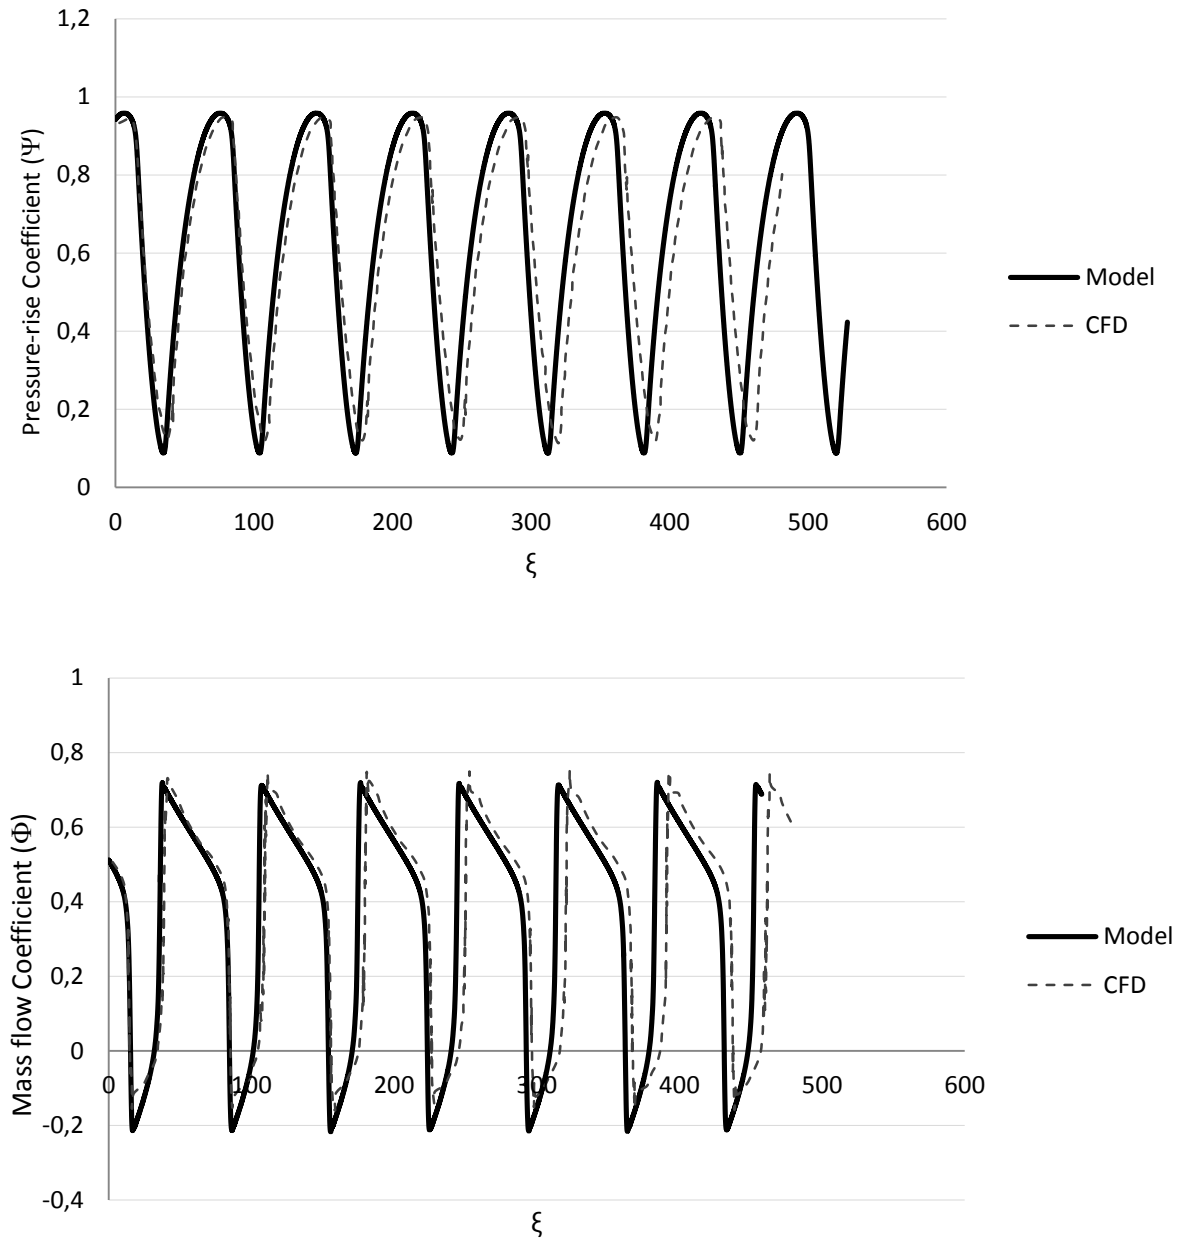 1,2
1
0,8
0,6
0,4
0,2
0
Pressure-rise Coefficient (Ψ)
0 100 200 300 400 500 600
ξ
Model
CFD
1
0,8
0,6
0,4
0,2
0
-0,2
-0,4
Mass flow Coefficient (Φ)
0 100 200 300 400 500 600
ξ
Model
CFD